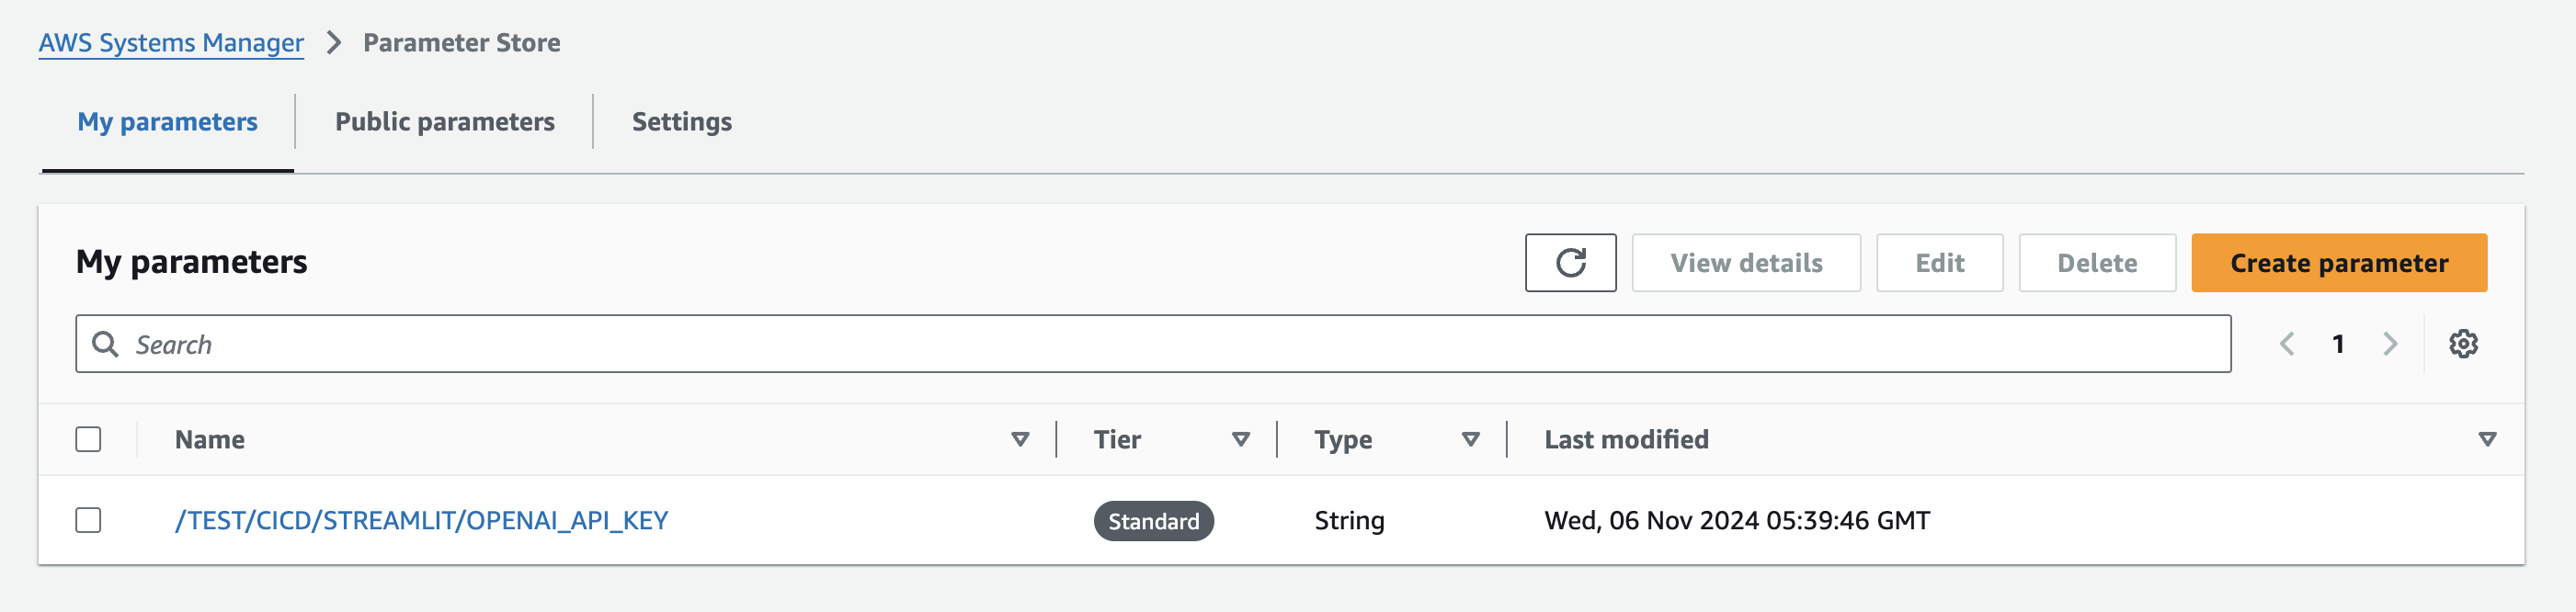 AWS Systems Manager > Parameter Store
My parameters Public parameters Settings
My parameters View details Edit Delete Create parameter
Search 1
Name Tier Type Last modified
/TEST/CICD/STREAMLIT/OPENAI_API_KEY Standard String Wed, 06 Nov 2024 05:39:46 GMT